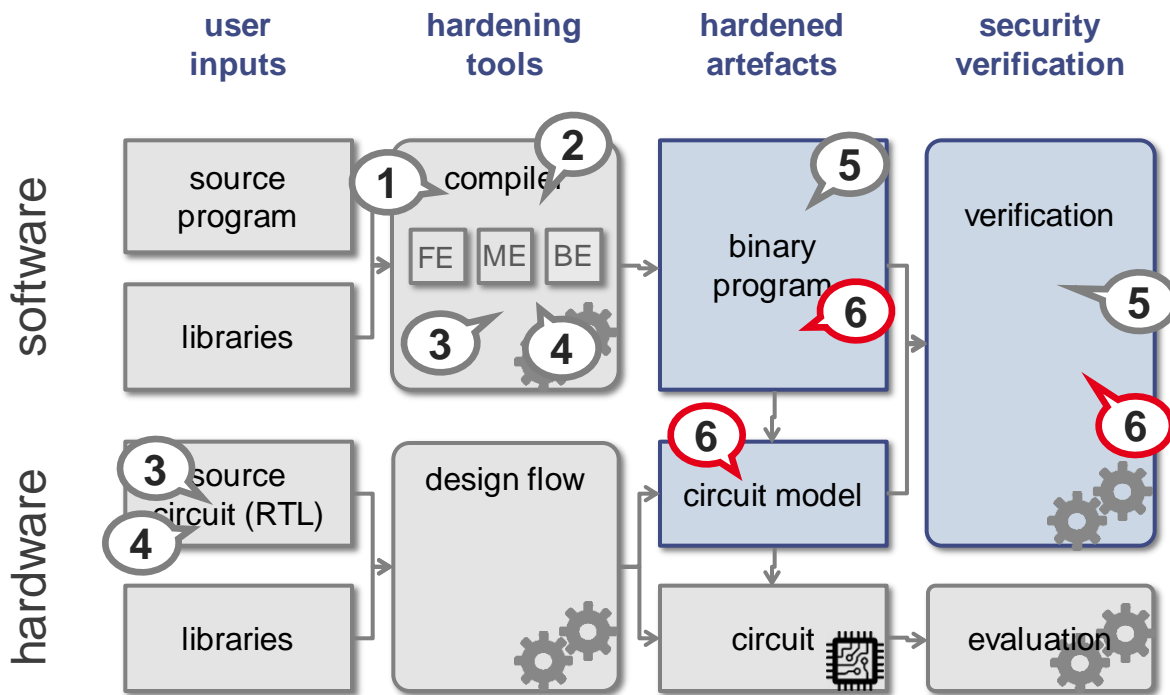 user
inputs
hardening
tools
hardened
artefacts
security
verification
software
source
program
libraries
1
2
compiler
FE
ME
BE
3
4
5
binary
program
6
verification
5
6
hardware
3
source
circuit (RTL)
4
libraries
design flow
6
circuit model
circuit
evaluation